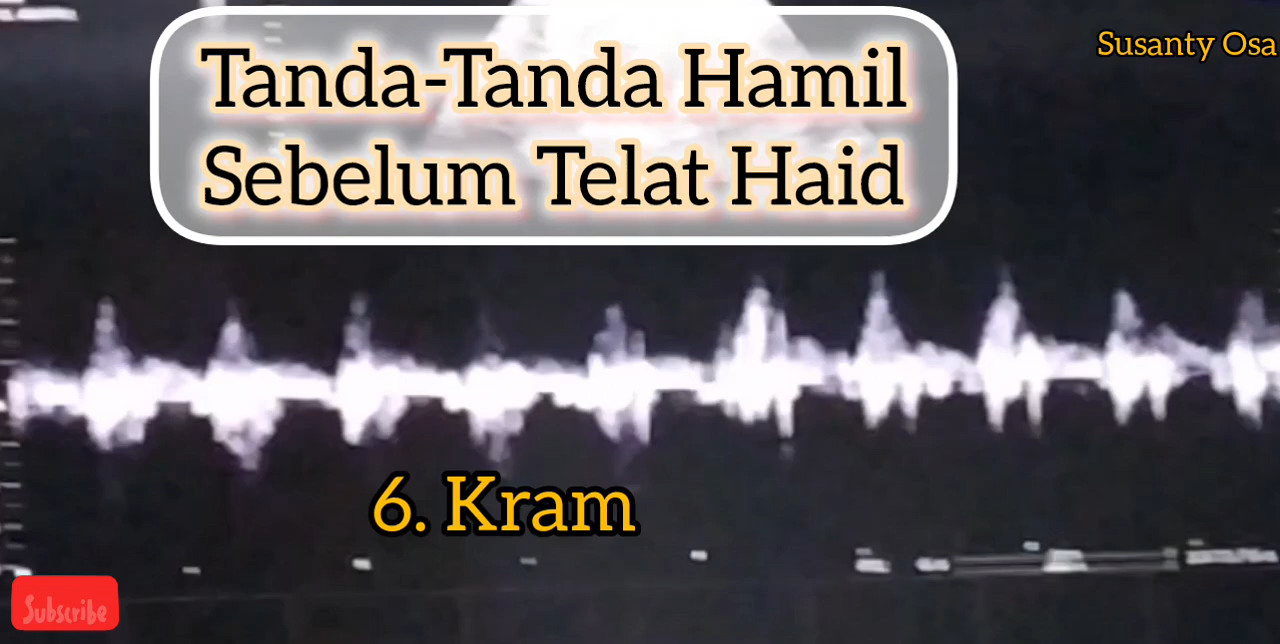 Tanda-Tanda Hamil
Sebelum Telat Haid
Susanty Osa
6. Kram
Subscribe